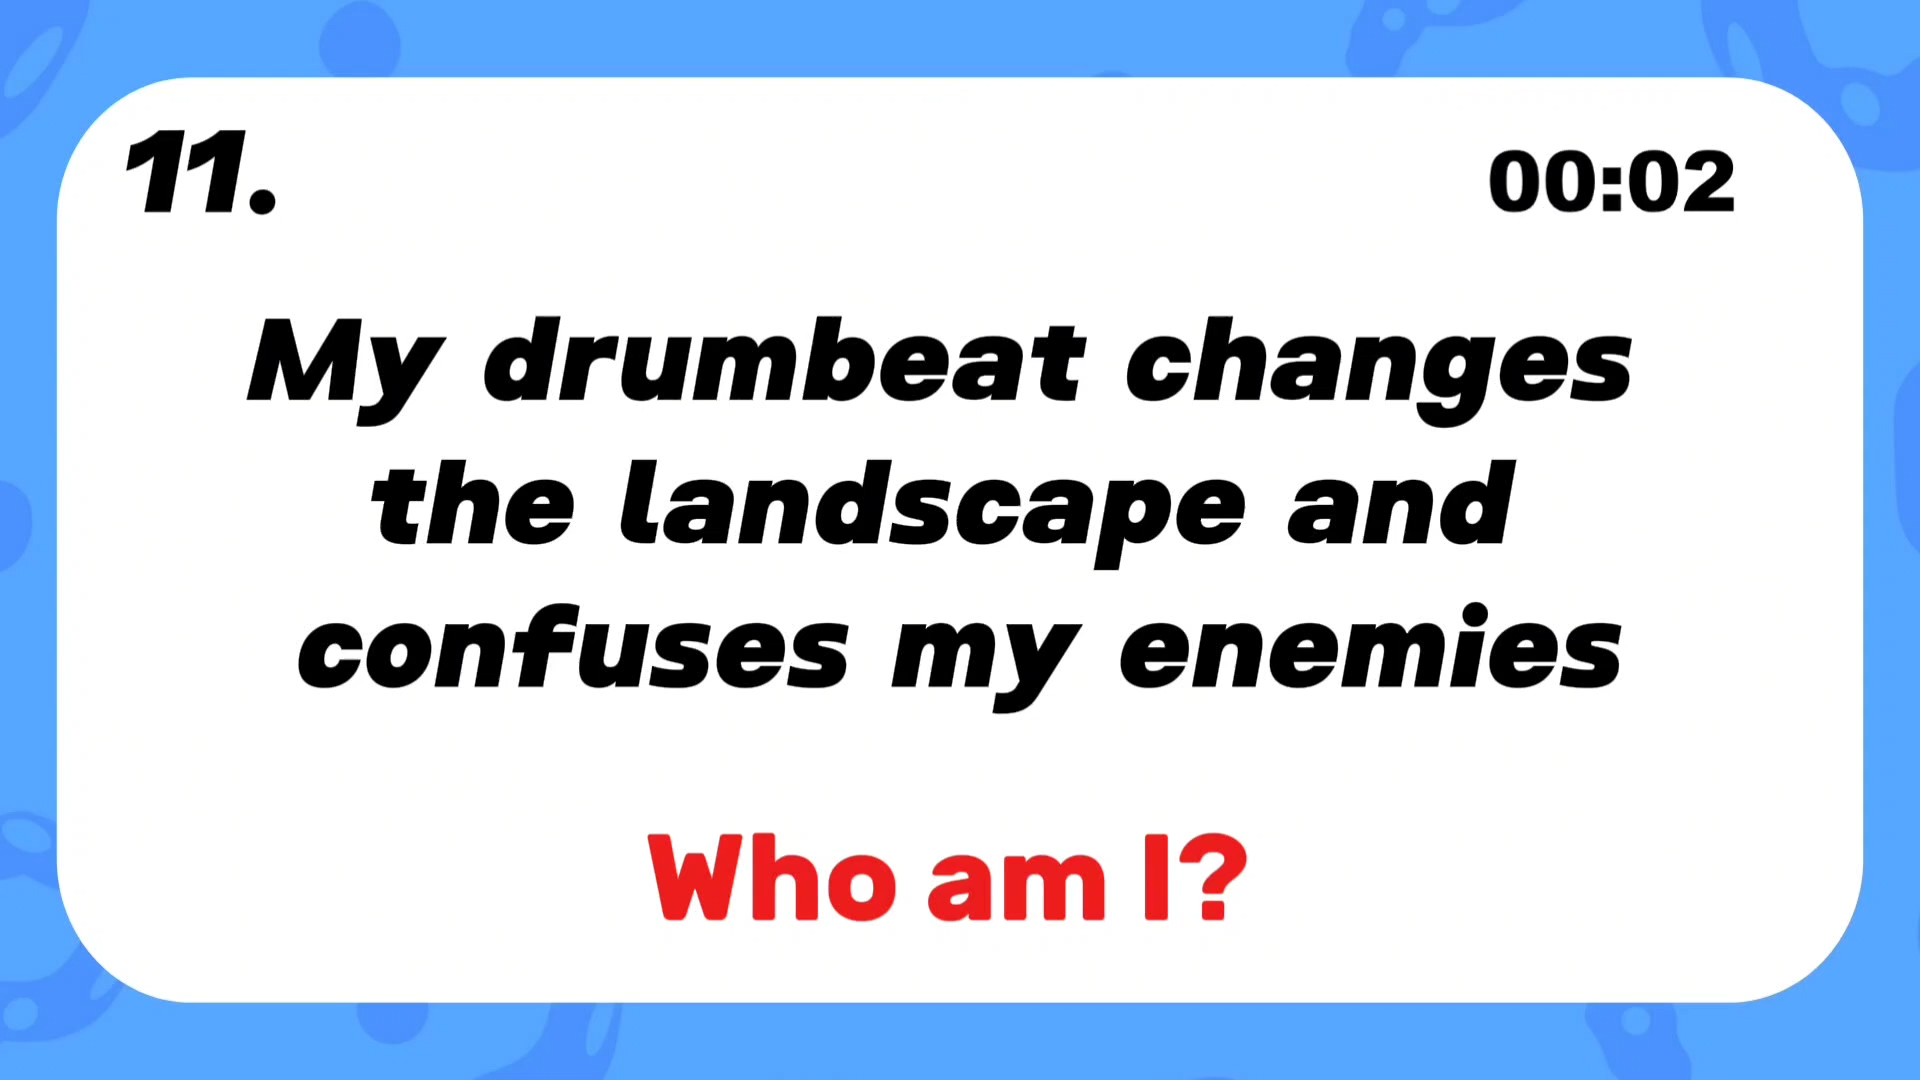 11.
00:02
My drumbeat changes
the landscape and
confuses my enemies
Who am I?